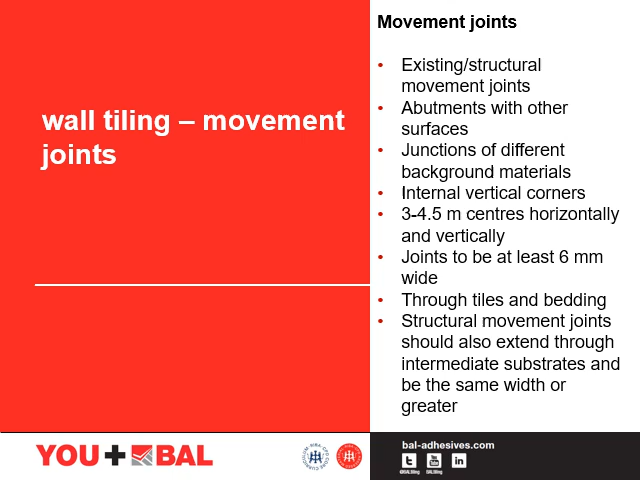 wall tiling – movement
joints
Movement joints
• Existing/structural
movement joints
• Abutments with other
surfaces
• Junctions of different
background materials
• Internal vertical corners
• 3-4.5 m centres horizontally
and vertically
• Joints to be at least 6 mm
wide
• Through tiles and bedding
• Structural movement joints
should also extend through
intermediate substrates and
be the same width or
greater
YOU+BAL
bal-adhesives.com